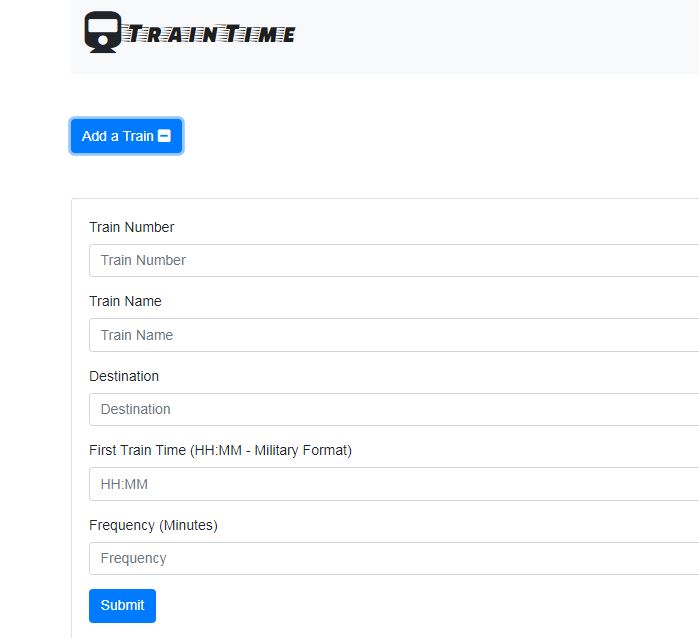 TRAINTIME
Add a Train
Train Number
Train Number
Train Name
Train Name
Destination
Destination
First Train Time (HH:MM - Military Format)
HH:MM
Frequency (Minutes)
Frequency
Submit